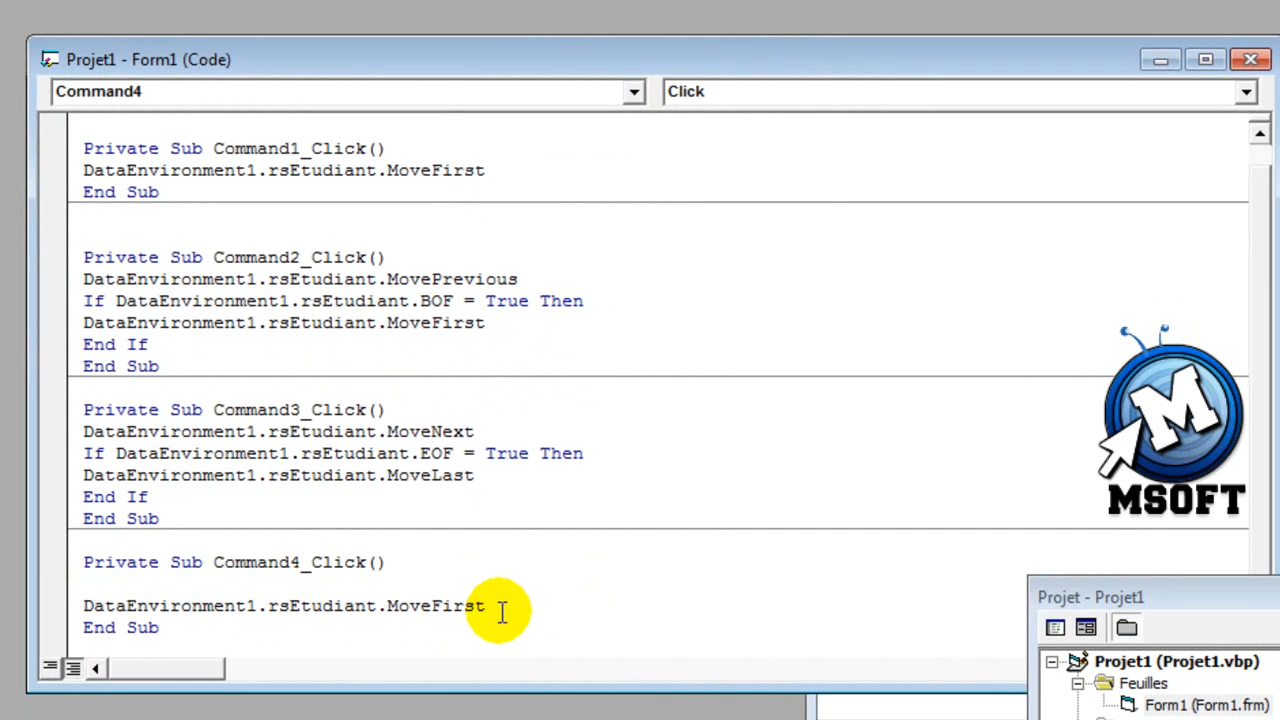 Projet1 - Form1 (Code)
Command4
Click
Private Sub Command1_Click()
DataEnvironment1.rsEtudiant.MoveFirst
End Sub
Private Sub Command2_Click()
DataEnvironment1.rsEtudiant.MovePrevious
If DataEnvironment1.rsEtudiant.BOF = True Then
DataEnvironment1.rsEtudiant.MoveFirst
End If
End Sub
Private Sub Command3_Click()
DataEnvironment1.rsEtudiant.MoveNext
If DataEnvironment1.rsEtudiant.EOF = True Then
DataEnvironment1.rsEtudiant.MoveLast
End If
End Sub
Private Sub Command4_Click()
DataEnvironment1.rsEtudiant.MoveFirst
End Sub
M
MSOFT
Projet - Projet1
Projet1 (Projet1.vbp)
Feuilles
Form1 (Form1.frm)